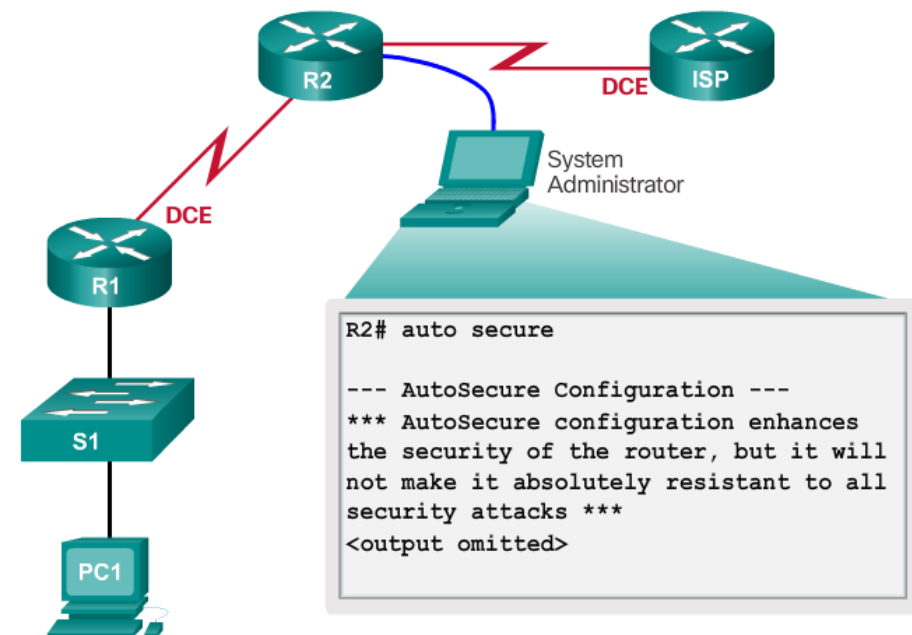 R2
DCE
ISP
System
Administrator
DCE
R1
S1
PC1
R2# auto secure
--- AutoSecure Configuration ---
*** AutoSecure configuration enhances
the security of the router, but it will
not make it absolutely resistant to all
security attacks ***
<output omitted>